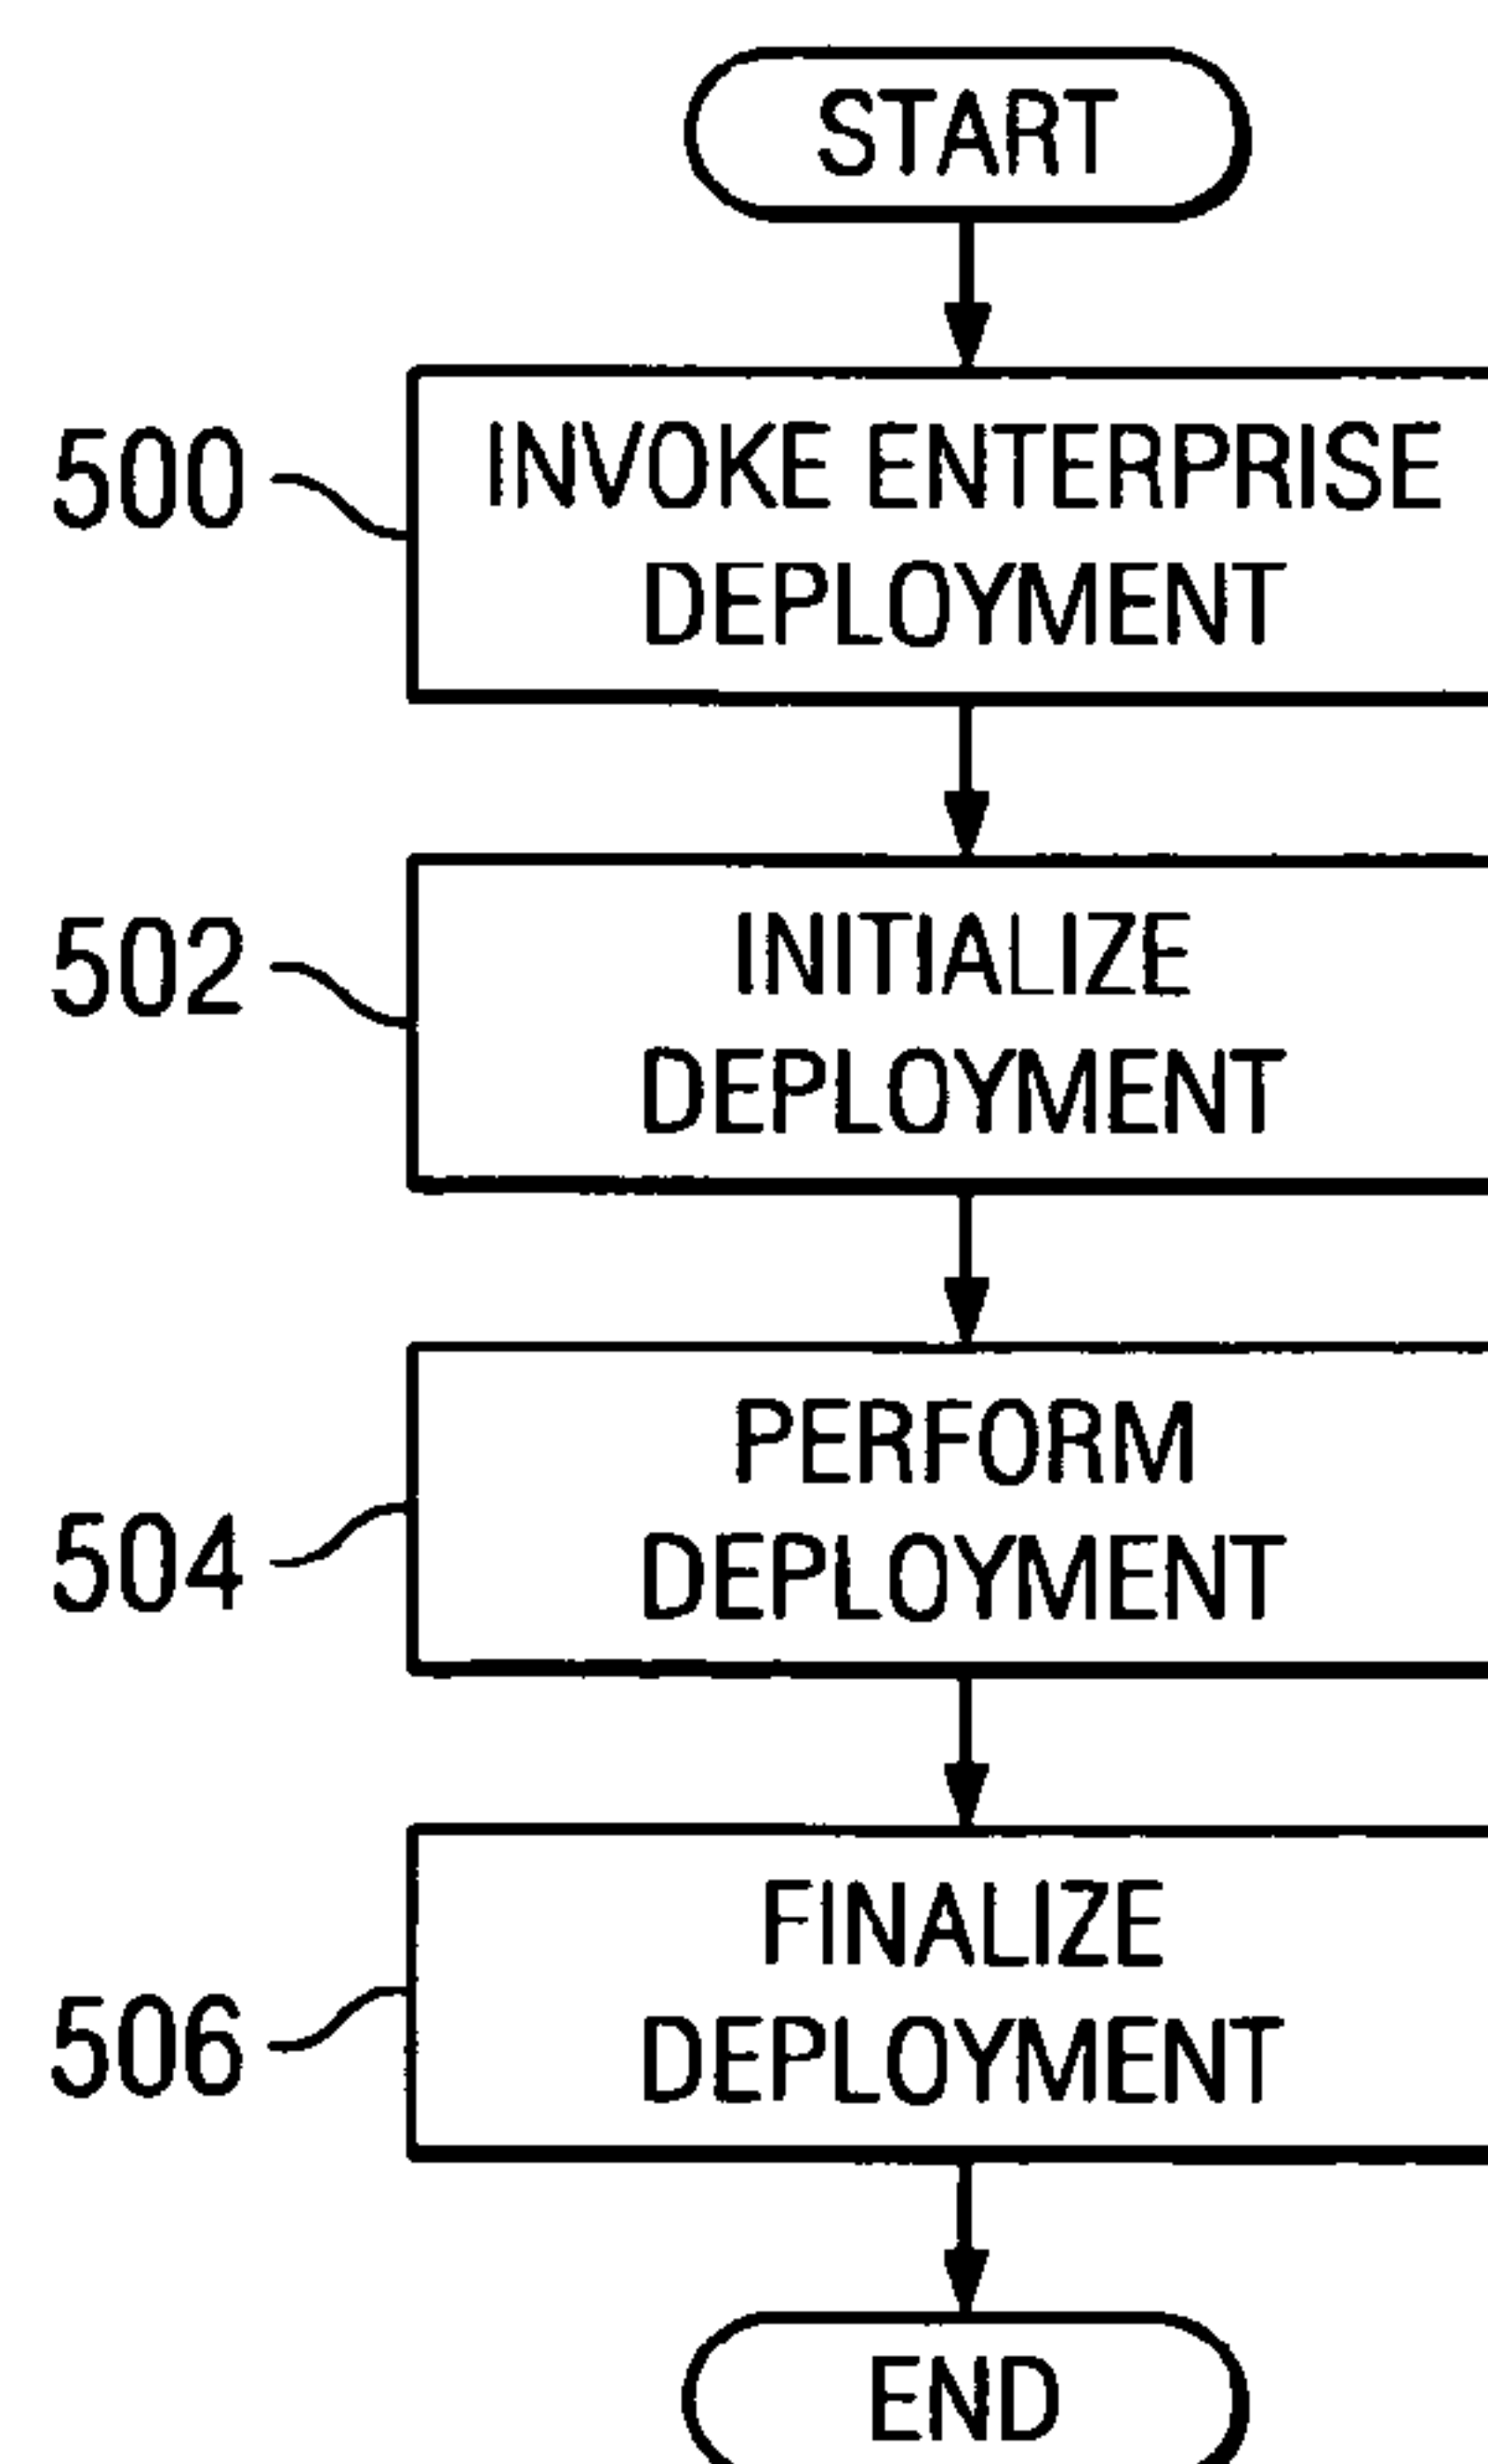 START
500
INVOKE ENTERPRISE
DEPLOYMENT
502
INITIALIZE
DEPLOYMENT
504
PERFORM
DEPLOYMENT
506
FINALIZE
DEPLOYMENT
END